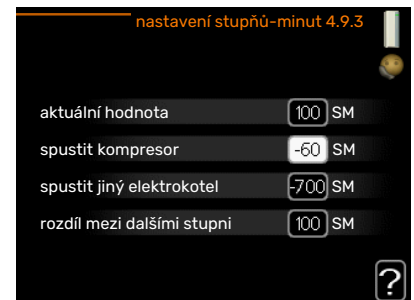 nastavení stupňů-minut 4.9.3
aktuální hodnota 100 SM
spustit kompresor -60 SM
spustit jiný elektrokotel -700 SM
rozdíl mezi dalšími stupni 100 SM
?